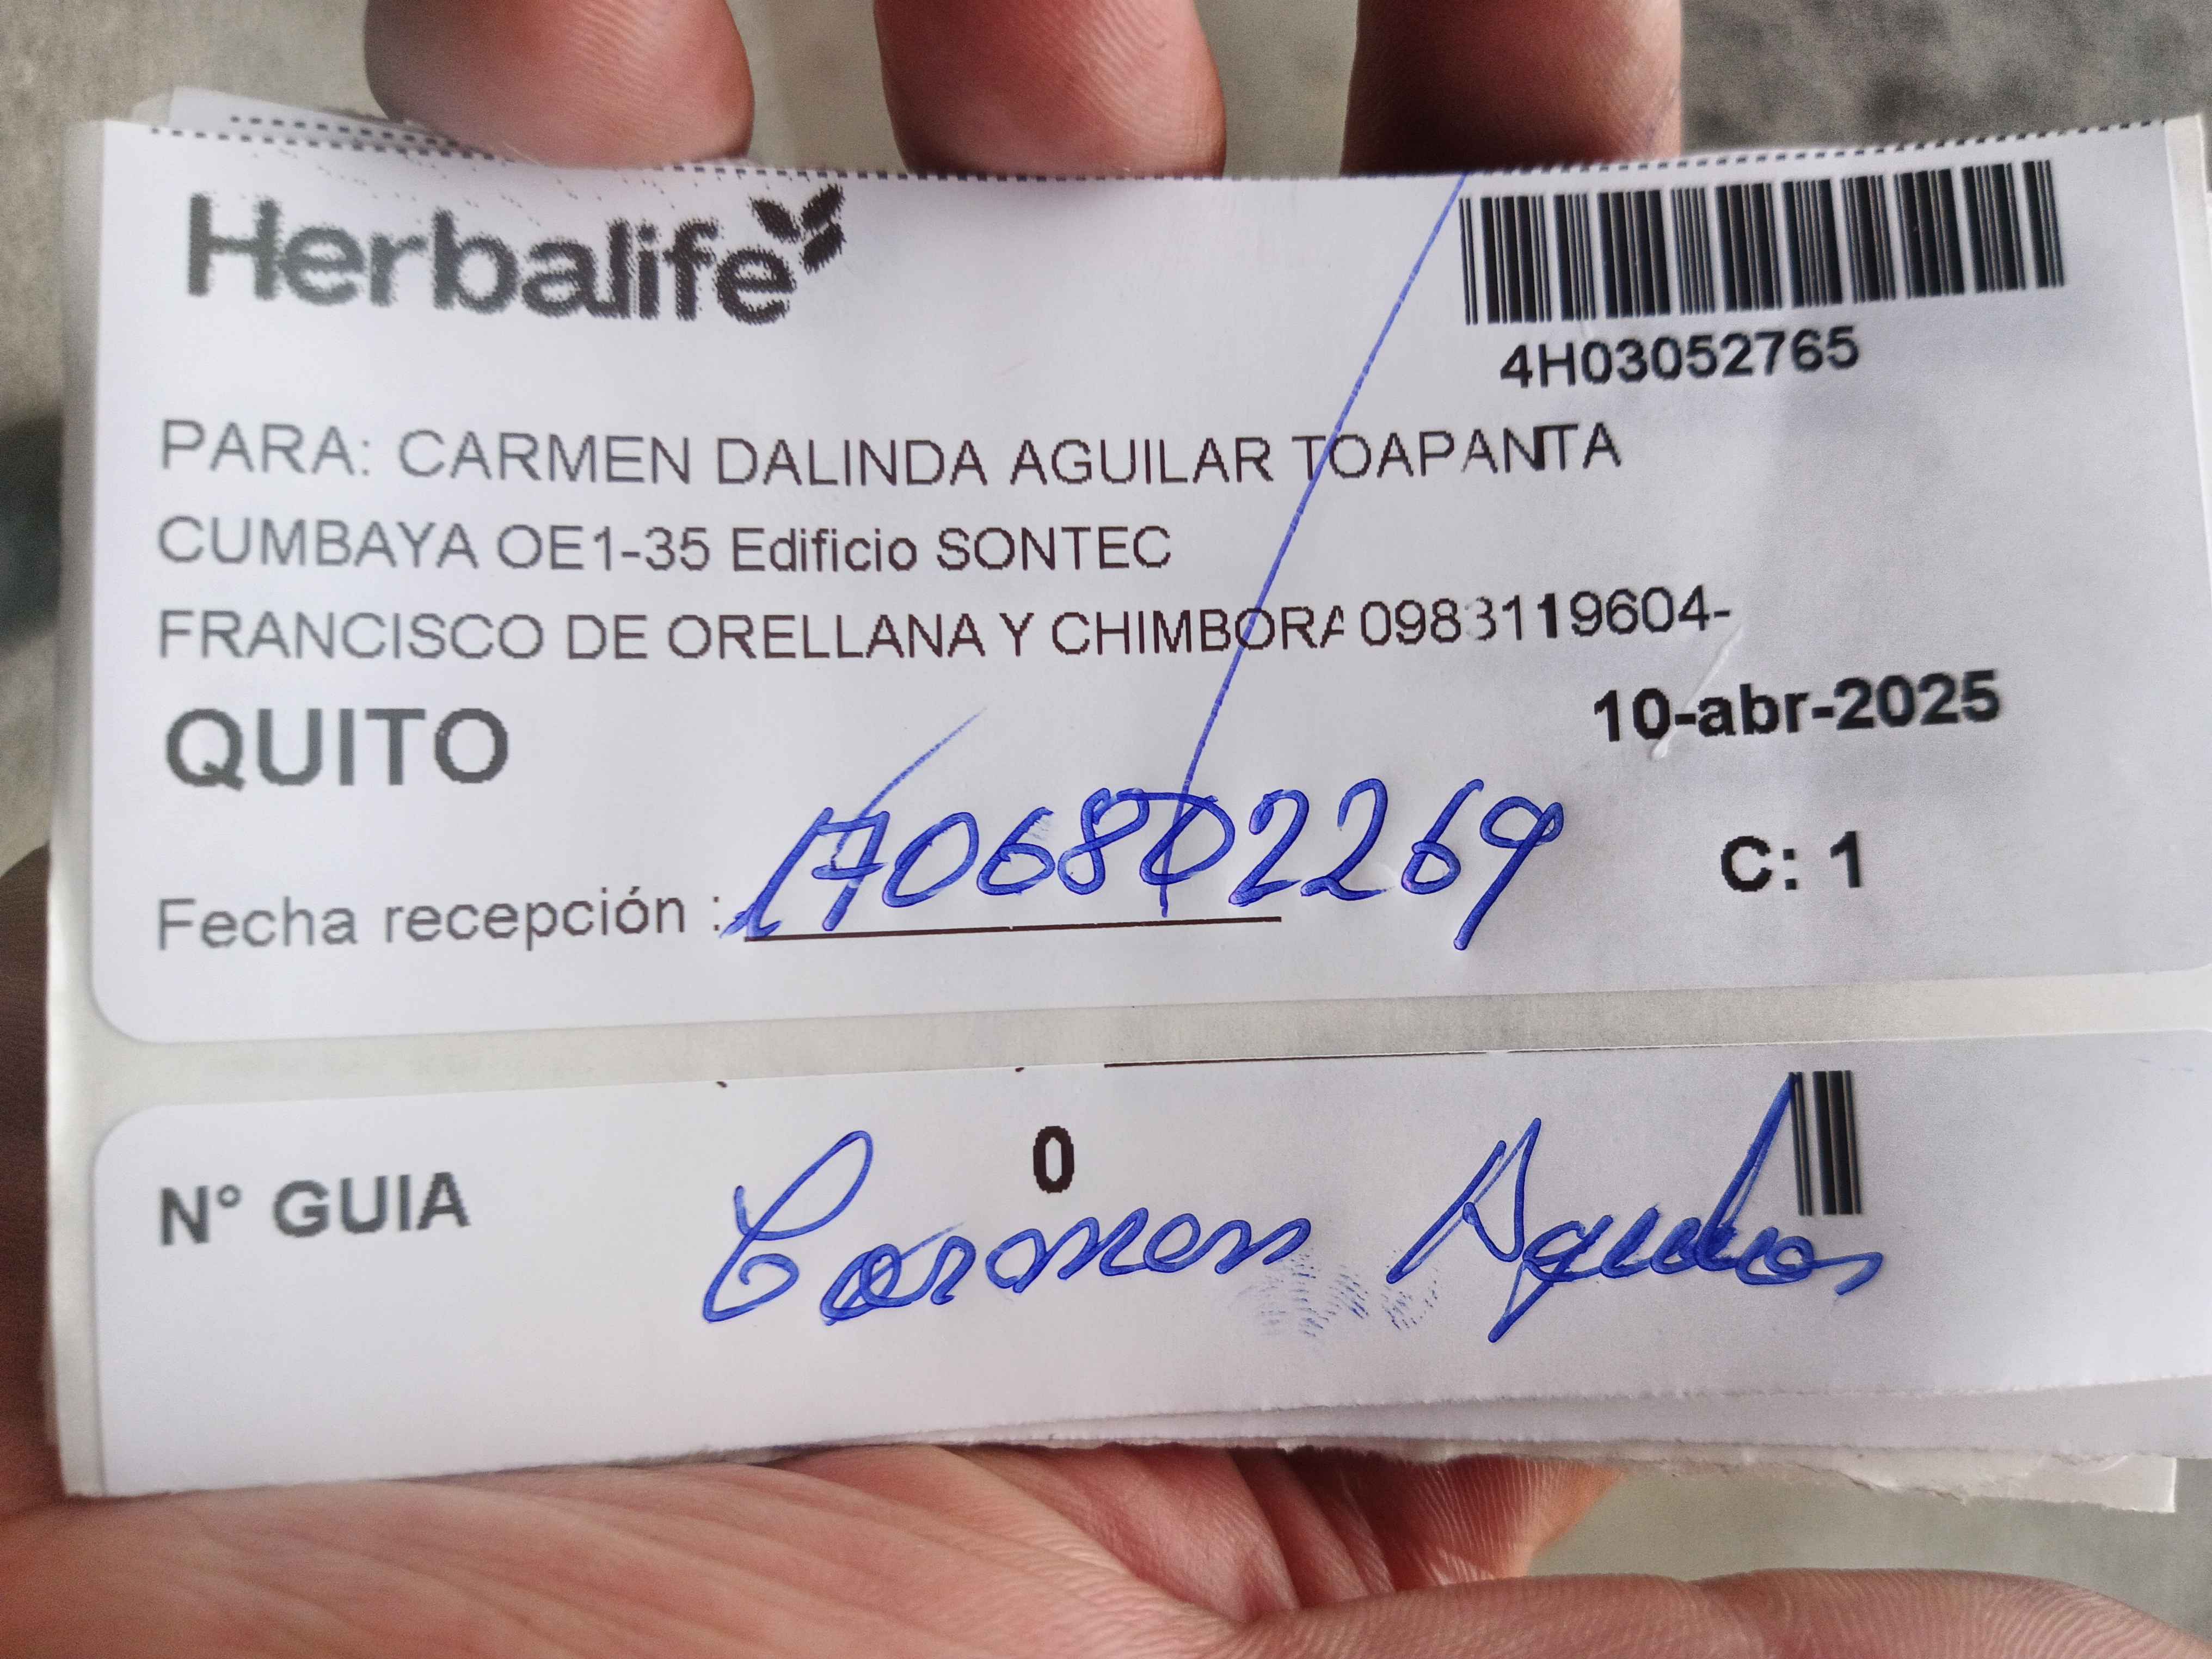 Herbalife
4H03052765
PARA: CARMEN DALINDA AGUILAR TOAPANTA
CUMBAYA OE1-35 Edificio SONTEC
FRANCISCO DE ORELLANA Y CHIMBORA 0983119604-
QUITO
10-abr-2025
Fecha recepción : 1706802269
C: 1
N° GUIA
0
Carmen Aguilar